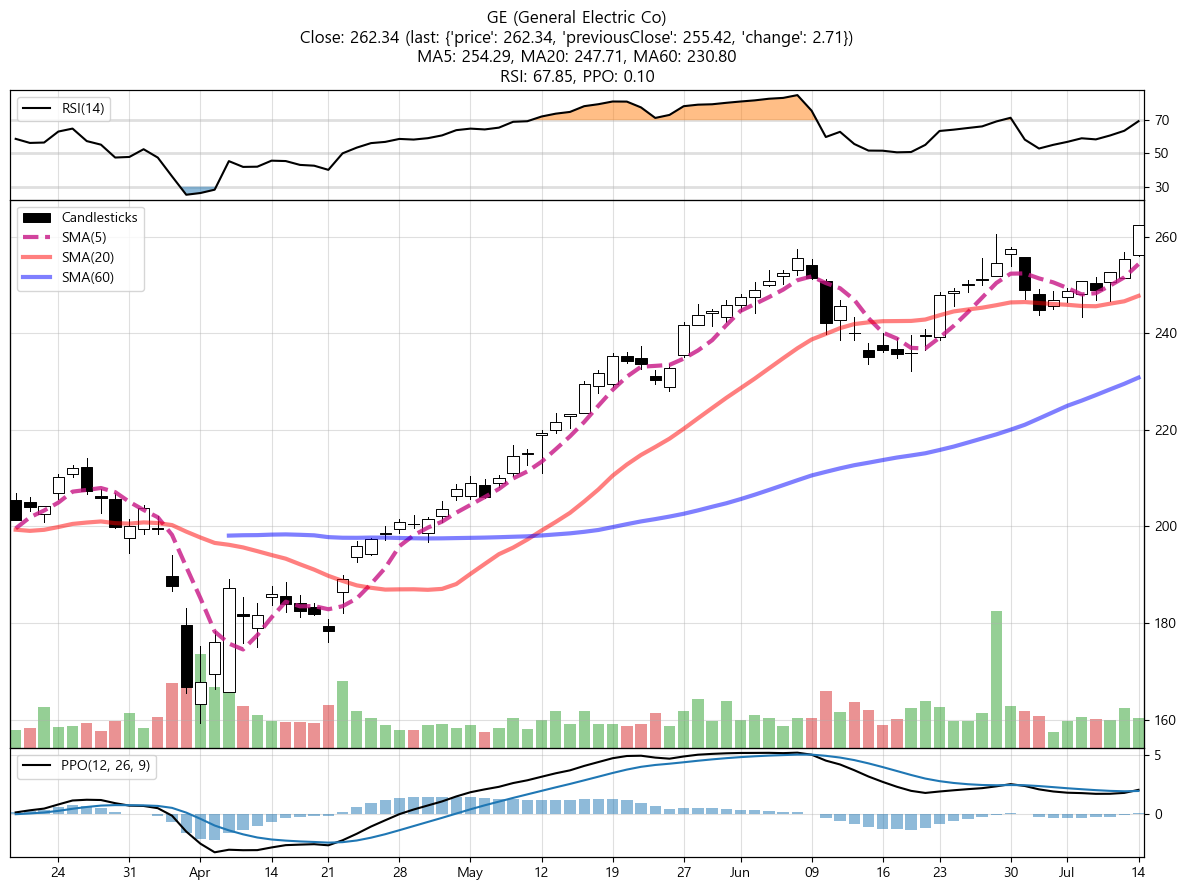 GE (General Electric Co)
Close: 262.34 (last: {'price': 262.34, 'previousClose': 255.42, 'change': 2.71})
MA5: 254.29, MA20: 247.71, MA60: 230.80
RSI: 67.85, PPO: 0.10
RSI(14)
70
50
30
Candlesticks
SMA(5)
SMA(20)
SMA(60)
260
240
220
200
180
160
PPO(12, 26, 9)
5
0
24 31 Apr 14 21 28 May 12 19 27 Jun 09 16 23 30 Jul 14